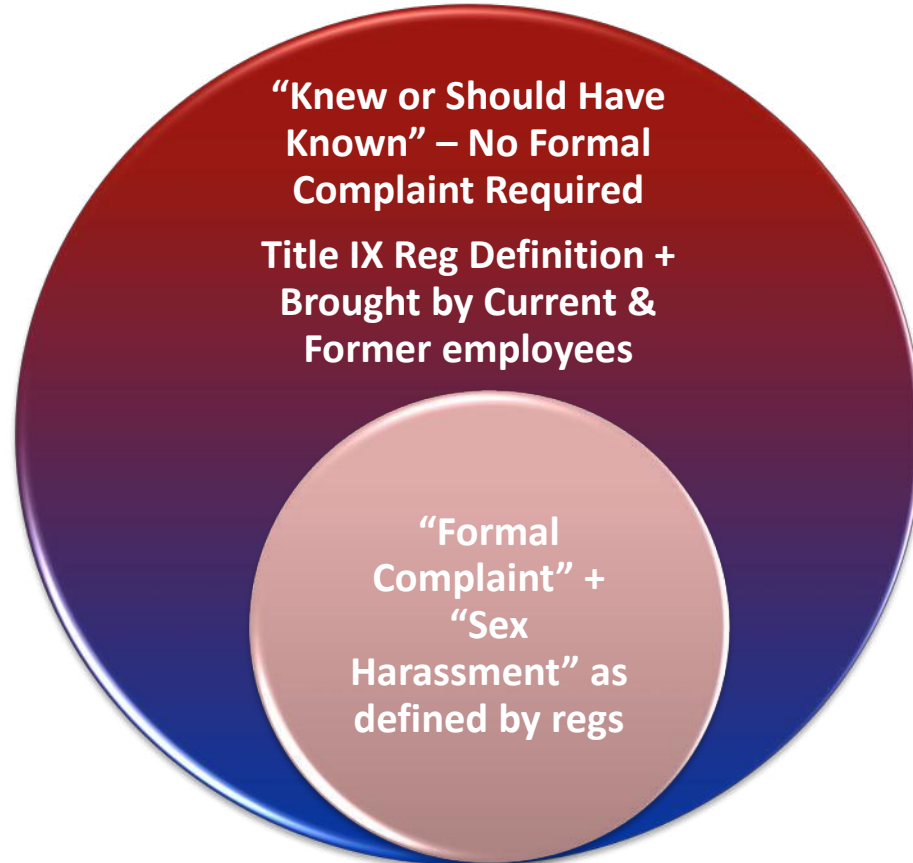 “Knew or Should Have
Known” – No Formal
Complaint Required
Title IX Reg Definition +
Brought by Current &
Former employees
“Formal
Complaint” +
“Sex
Harassment” as
defined by regs